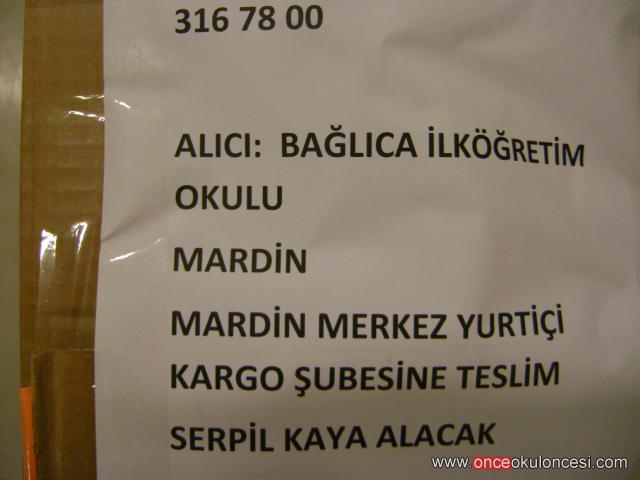 316 78 00
ALICI: BAĞLICA İLKÖĞRETİM
OKULU
MARDİN
MARDİN MERKEZ YURTİÇİ
KARGO ŞUBESİNE TESLİM
SERPİL KAYA ALACAK
www.onceokuloncesi.com